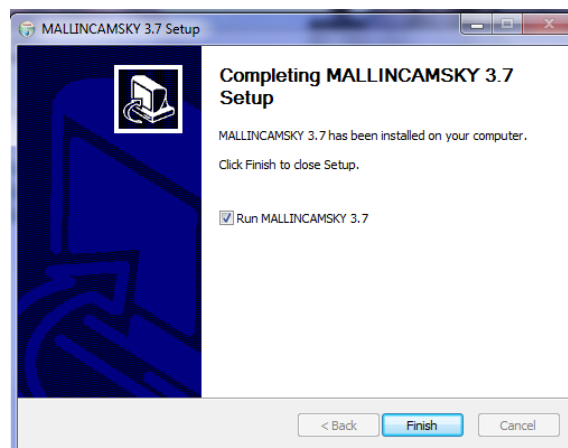 MALLINCAMSKY 3.7 Setup
Completing MALLINCAMSKY 3.7
Setup
MALLINCAMSKY 3.7 has been installed on your computer.
Click Finish to close Setup.
Run MALLINCAMSKY 3.7
< Back Finish Cancel